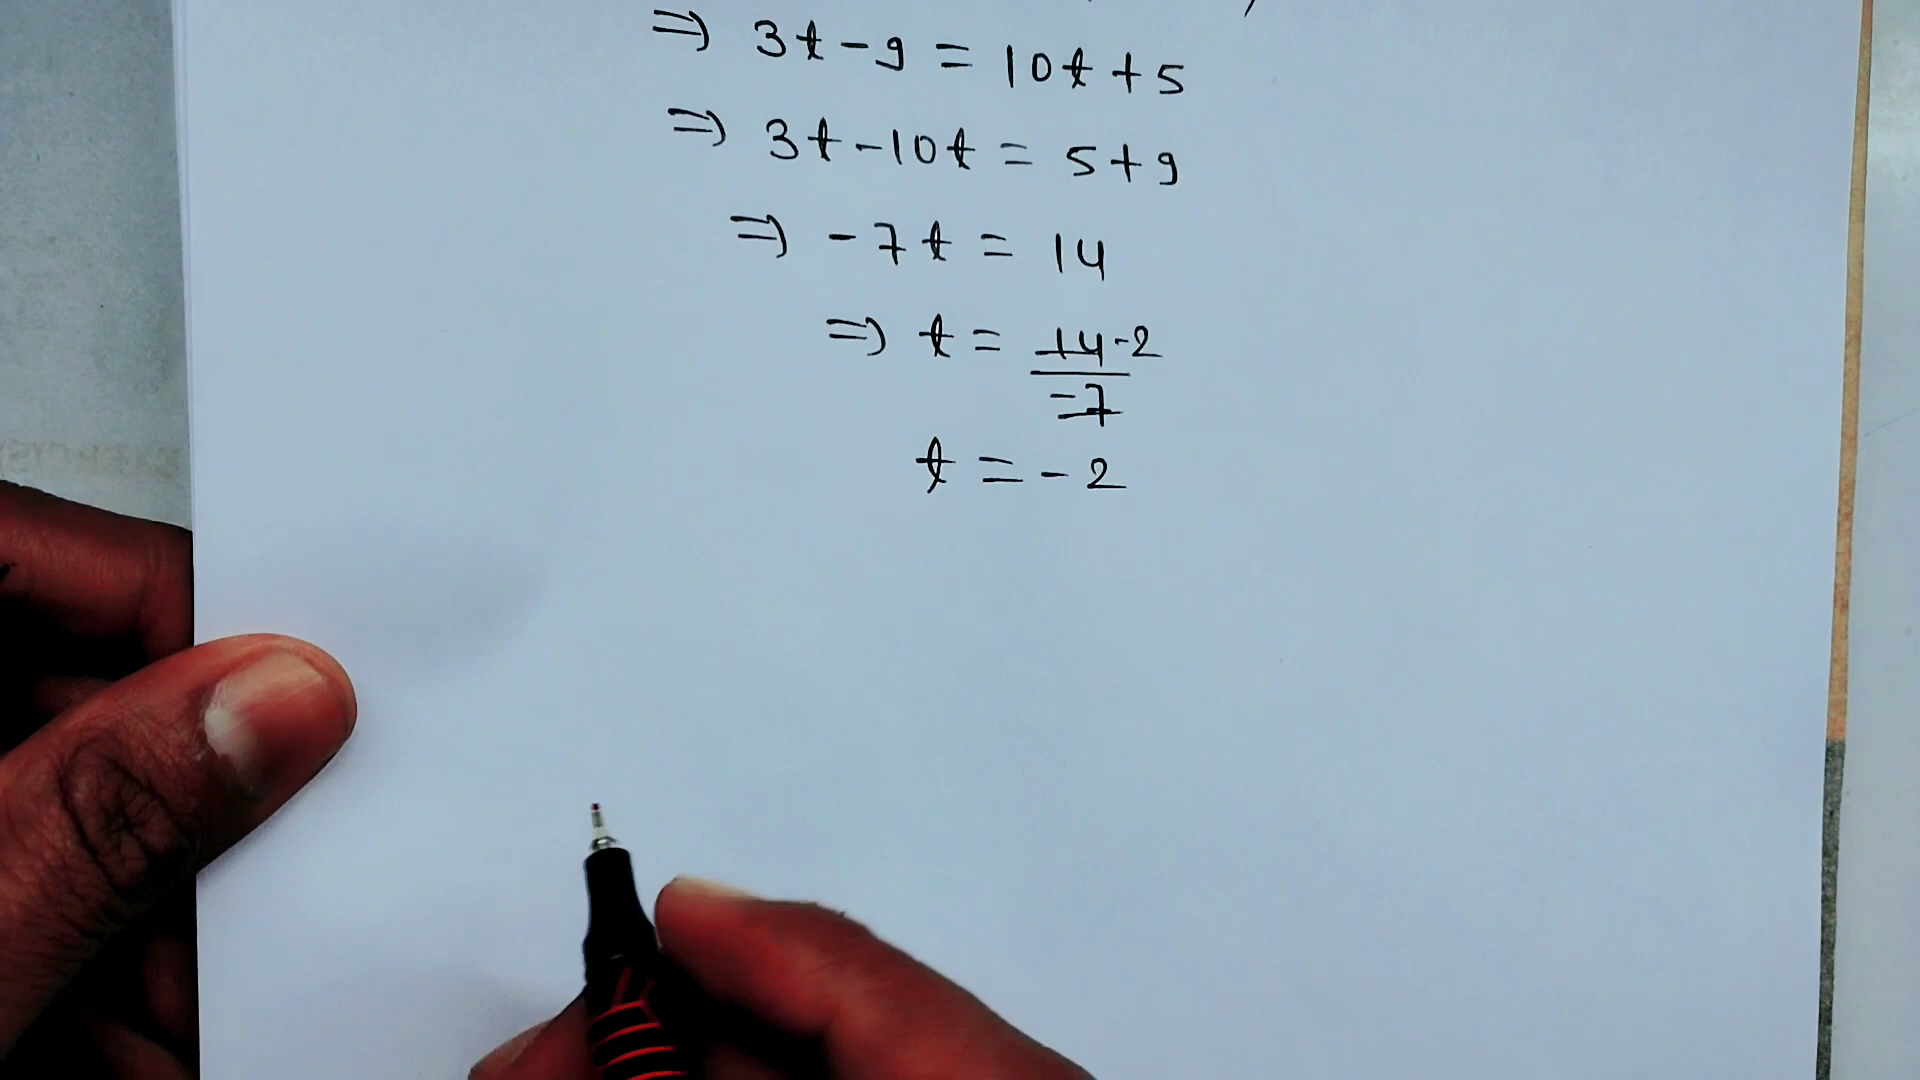 ⇒ 3t - 9 = 10t + 5
⇒ 3t - 10t = 5 + 9
⇒ -7t = 14
⇒ t = 14 -2
-7
t = -2